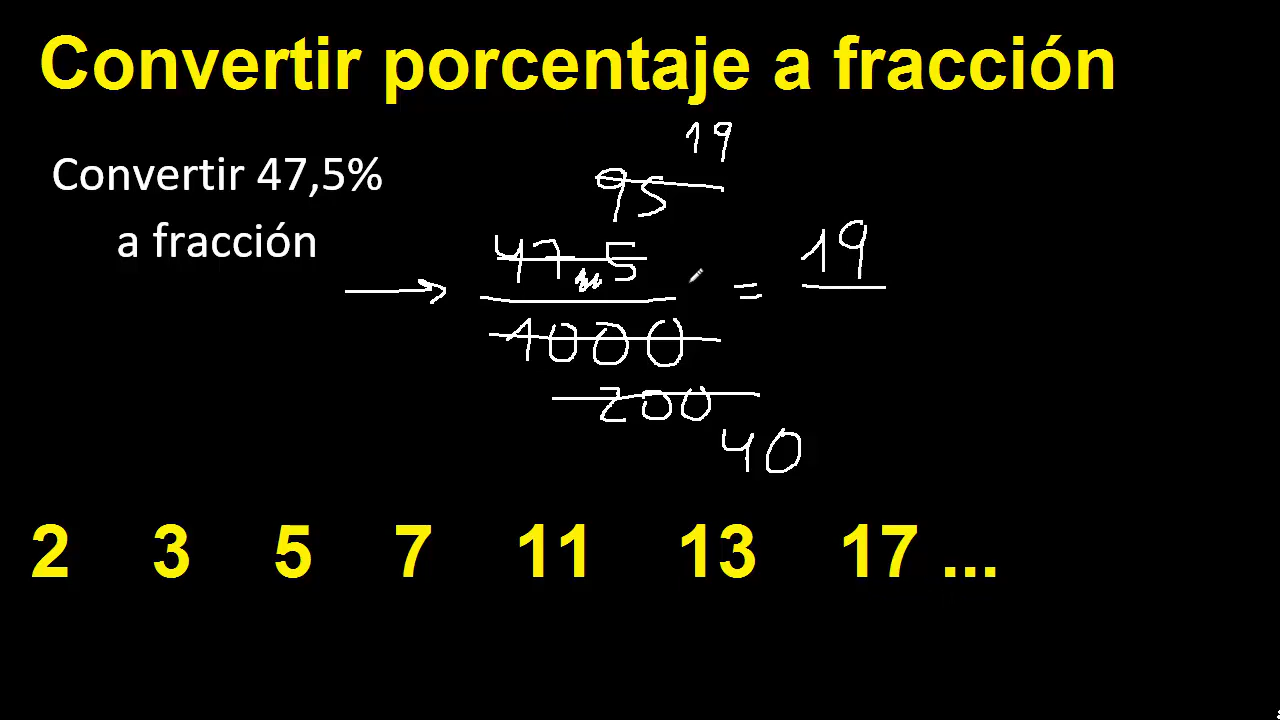 Convertir porcentaje a fracción
Convertir 47,5%
a fracción
19
95
47 5
=
19
1000
200
40
2 3 5 7 11 13 17 ...